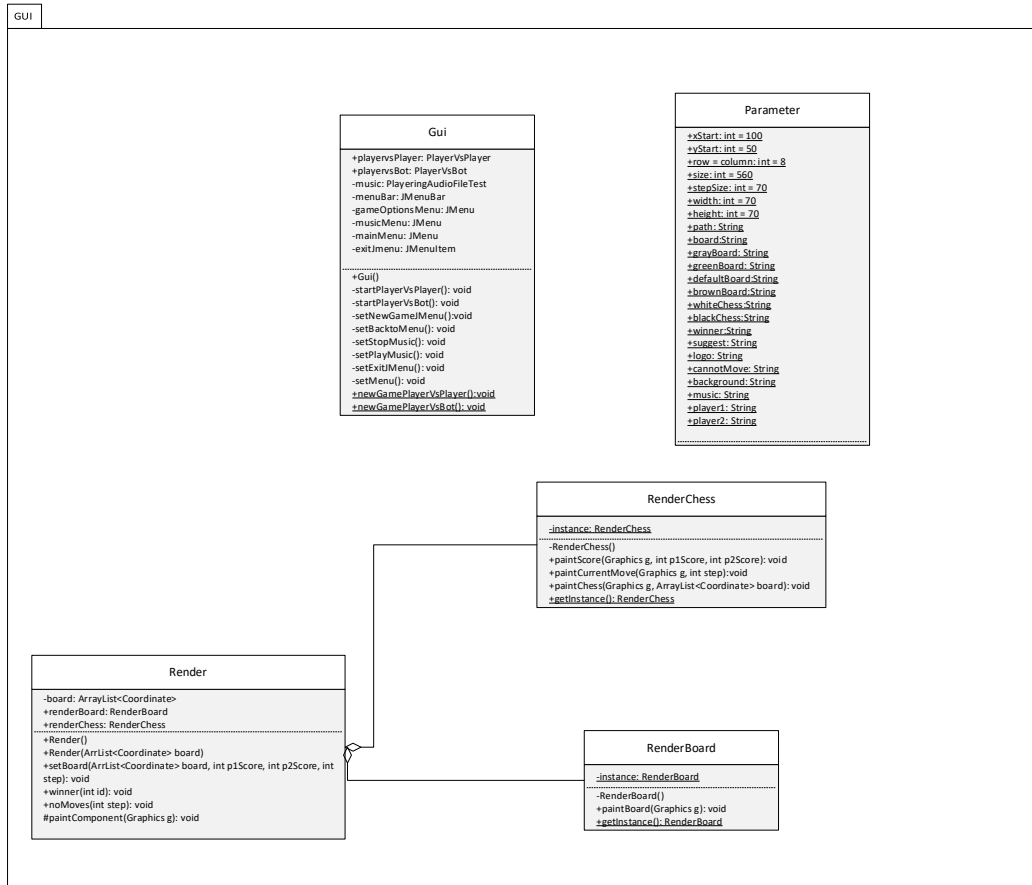 GUI
Gui
+playervsPlayer: PlayerVsPlayer
+playervsBot: PlayerVsBot
-music: PlayeringAudioFileTest
-menuBar: JMenuBar
-gameOptionsMenu: JMenu
-musicMenu: JMenu
-mainMenu: JMenu
-exitJmenu: JMenuItem
+Gui()
-startPlayerVsPlayer(): void
-startPlayerVsBot(): void
-setNewGameJMenu():void
-setBacktoMenu(): void
-setStopMusic(): void
-setPlayMusic(): void
-setExitJMenu(): void
-setMenu(): void
+newGamePlayerVsPlayer():void
+newGamePlayerVsBot(): void
Parameter
+xStart: int = 100
+yStart: int = 50
+row = column: int = 8
+size: int = 560
+stepSize: int = 70
+width: int = 70
+height: int = 70
+path: String
+board:String
+grayBoard: String
+greenBoard: String
+defaultBoard:String
+brownBoard:String
+whiteChess:String
+blackChess:String
+winner:String
+suggest: String
+logo: String
+cannotMove: String
+background: String
+music: String
+player1: String
+player2: String
RenderChess
-instance: RenderChess
-RenderChess()
+paintScore(Graphics g, int p1Score, int p2Score): void
+paintCurrentMove(Graphics g, int step):void
+paintChess(Graphics g, ArrayList<Coordinate> board): void
+getInstance(): RenderChess
Render
-board: ArrayList<Coordinate>
+renderBoard: RenderBoard
+renderChess: RenderChess
+Render()
+Render(ArrList<Coordinate> board)
+setBoard(ArrList<Coordinate> board, int p1Score, int p2Score, int
step): void
+winner(int id): void
+noMoves(int step): void
#paintComponent(Graphics g): void
RenderBoard
-instance: RenderBoard
-RenderBoard()
+paintBoard(Graphics g): void
+getInstance(): RenderBoard